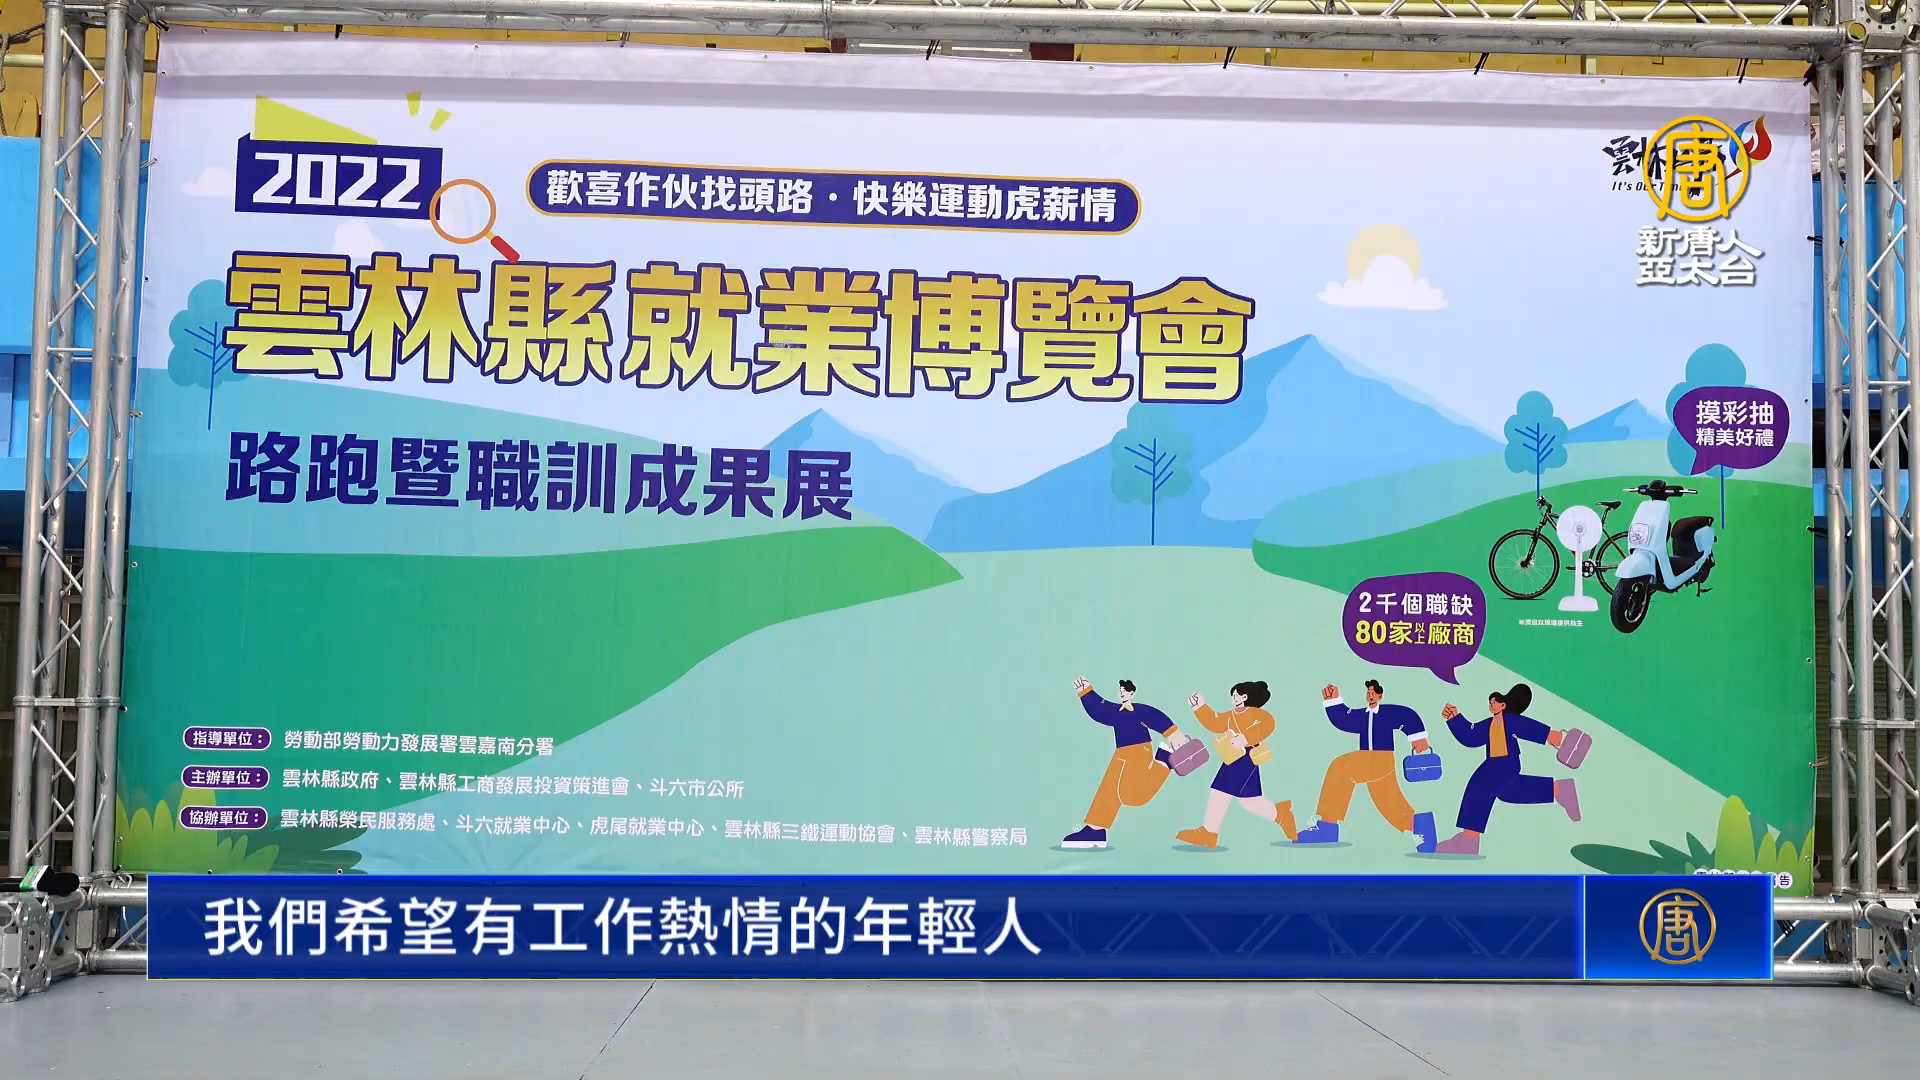 2022
歡喜作伙找頭路・快樂運動虎薪情
雲林縣就業博覽會
路跑暨職訓成果展
唐
新唐人
亞太台
摸彩抽
精美好禮
2千個職缺
80家以上廠商
指導單位： 勞動部勞動力發展署雲嘉南分署
主辦單位： 雲林縣政府、雲林縣工商發展投資策進會、斗六市公所
協辦單位： 雲林縣榮民服務處、斗六就業中心、虎尾就業中心、雲林縣三鐵運動協會、雲林縣警察局
我們希望有工作熱情的年輕人
唐